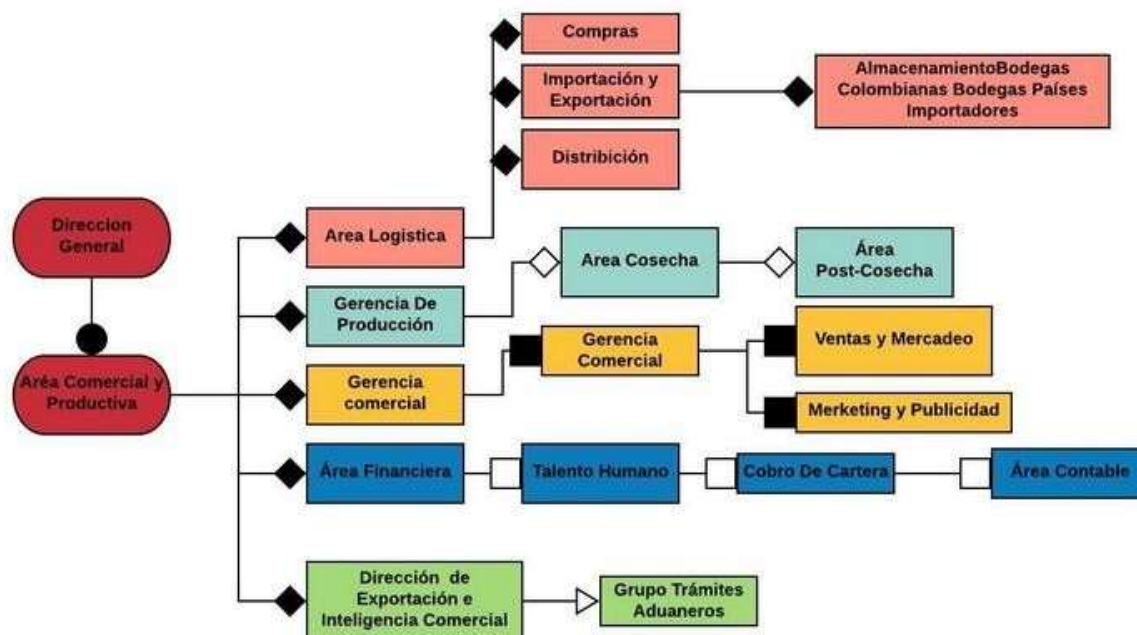 Compras
Importación y
Exportación
AlmacenamientoBodegas
Colombianas Bodegas Países
Importadores
Distribición
Direccion
General
Area Logistica
Area Cosecha
Área
Post-Cosecha
Gerencia De
Producción
Gerencia
Comercial
Ventas y Mercadeo
Aréa Comercial y
Productiva
Gerencia
comercial
Merketing y Publicidad
Área Financiera
Talento Humano
Cobro De Cartera
Área Contable
Dirección de
Exportación e
Inteligencia Comercial
Grupo Trámites
Aduaneros